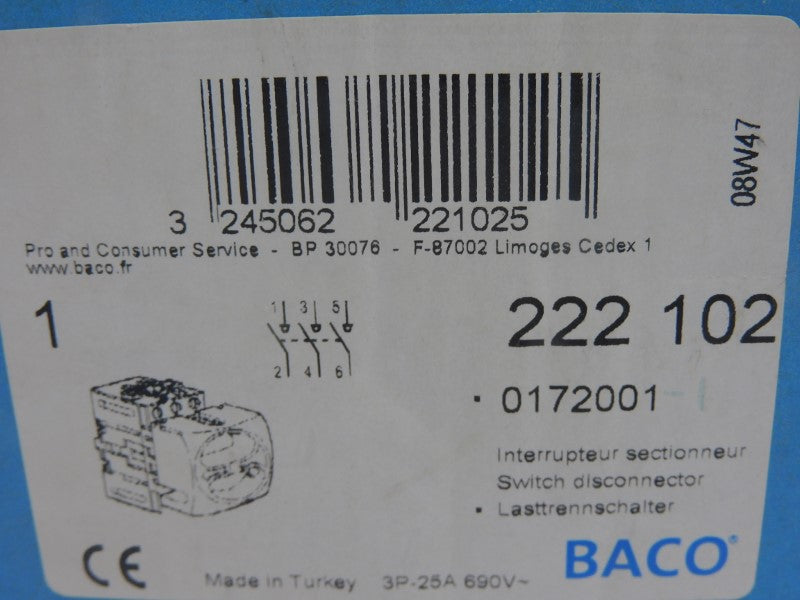 08W47
3 245062 221025
Pro and Consumer Service - BP 30076 - F-87002 Limoges Cedex 1
www.baco.fr
1
1 3 5
2 4 6
222 102
0172001
Interrupteur sectionneur
Switch disconnector
Lasttrennschalter
CE
Made in Turkey 3P-25A 690V~
BACO®